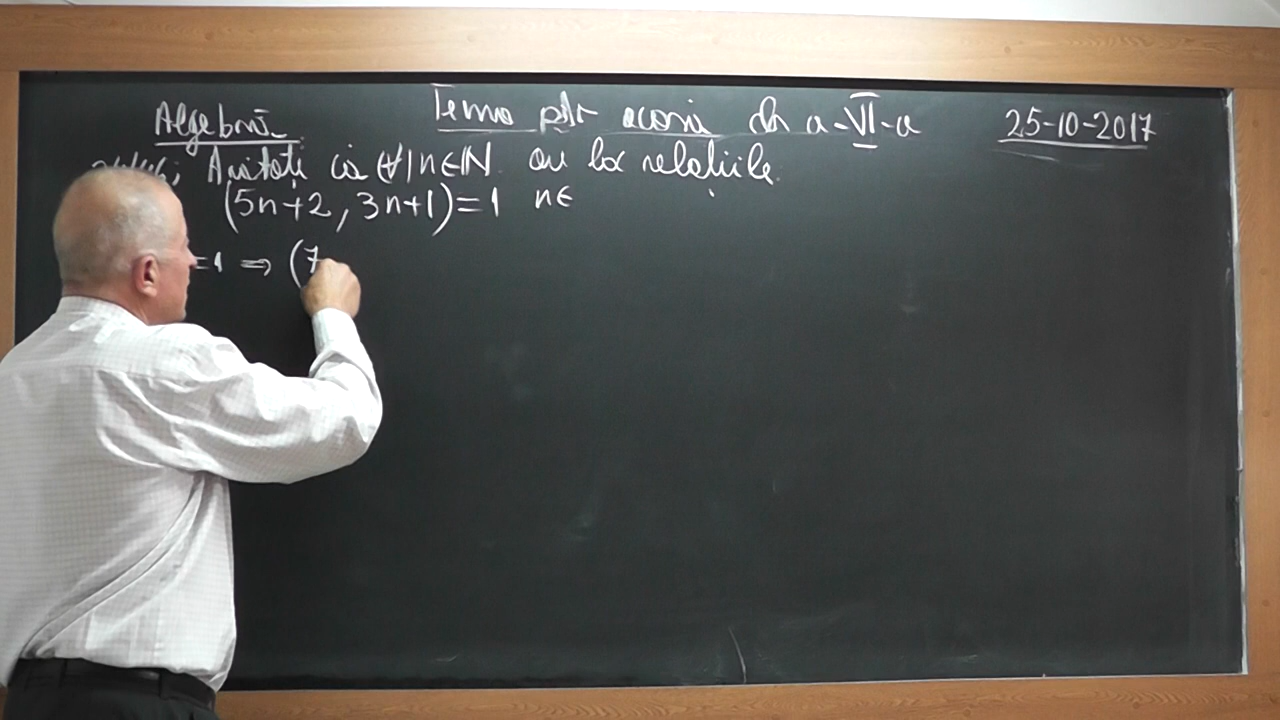 Algebră Temă ptr acasă cls a-VI-a 25-10-2017
Arătați că (∀) n∈ℕ au loc relațiile
(5n+2, 3n+1)=1 n∈
=1 ⇒ (7